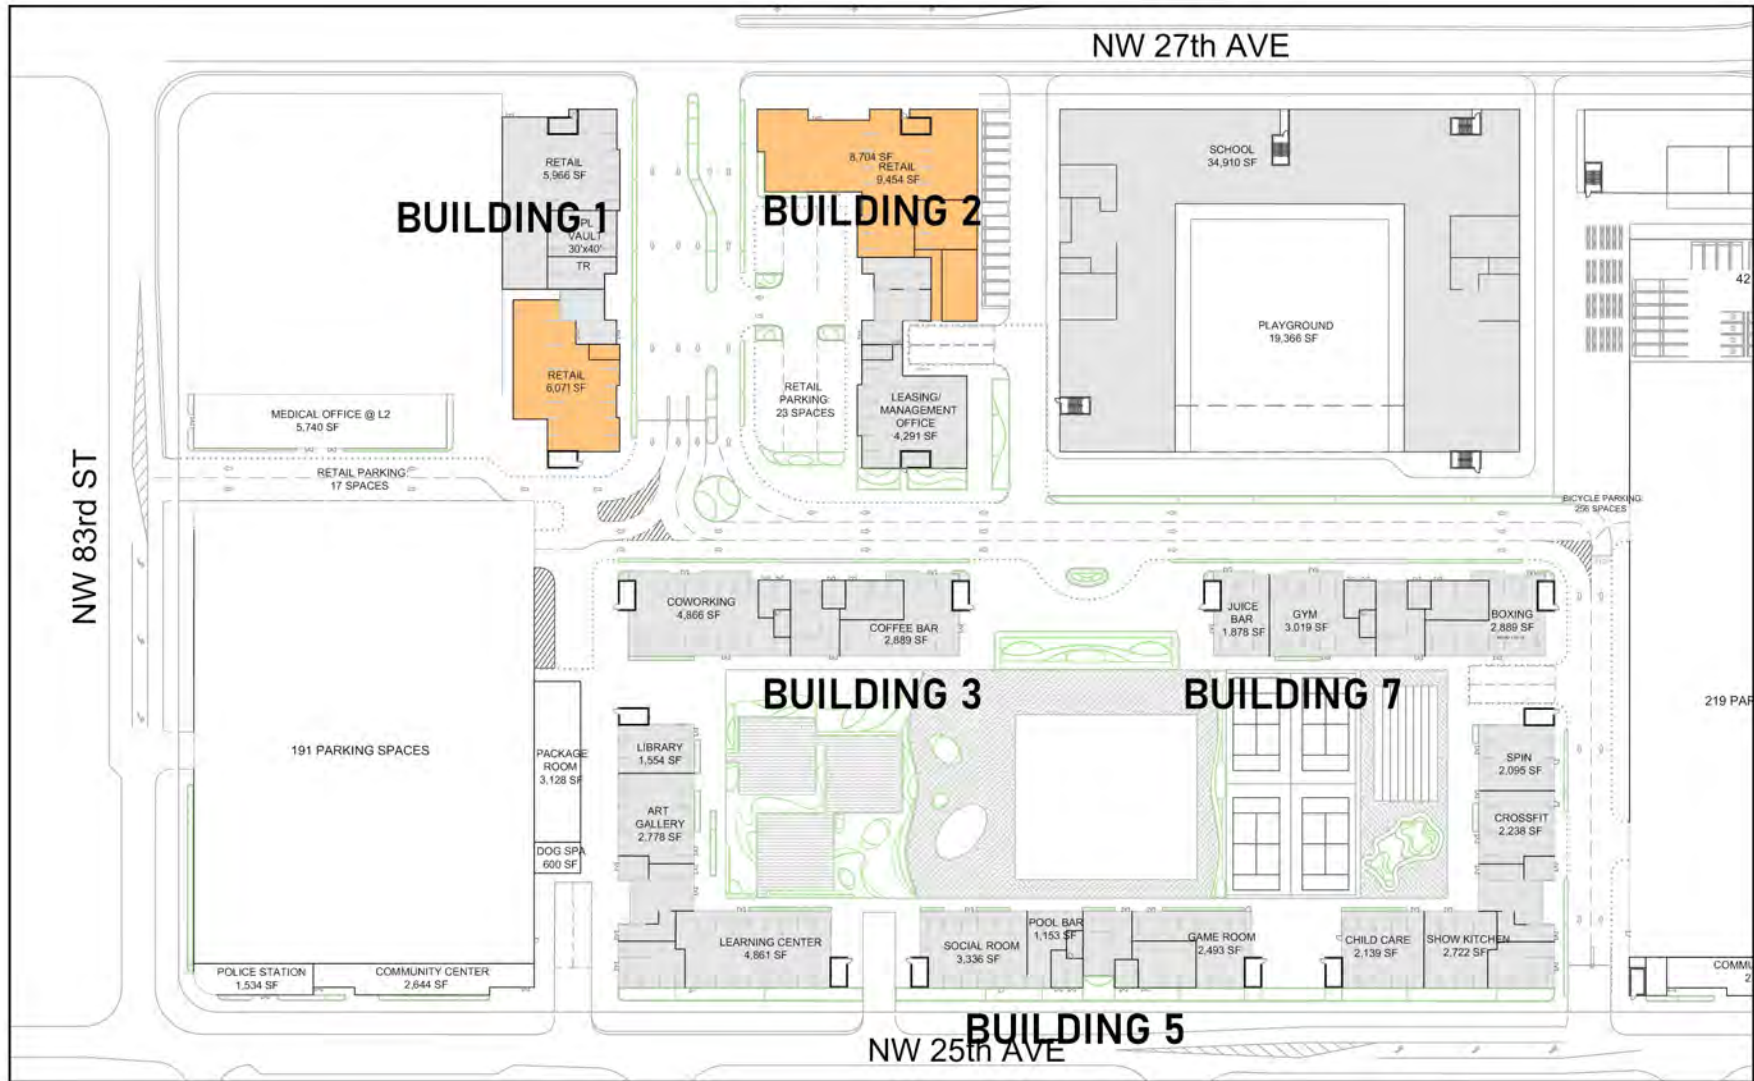 NW 27th AVE
NW 83rd ST
RETAIL
5,966 SF
BUILDING 1
VAULT
30'x40'
TR
RETAIL
6,071 SF
8,704 SF
RETAIL
9,454 SF
BUILDING 2
RETAIL
PARKING:
23 SPACES
LEASING/
MANAGEMENT
OFFICE
4,291 SF
SCHOOL
34,910 SF
PLAYGROUND
19,366 SF
42
MEDICAL OFFICE @ L2
5,740 SF
RETAIL PARKING:
17 SPACES
BICYCLE PARKING:
256 SPACES
COWORKING
4,866 SF
COFFEE BAR
2,889 SF
JUICE
BAR
1,878 SF
GYM
3,019 SF
BOXING
2,889 SF
BUILDING 3
BUILDING 7
219 PAR
191 PARKING SPACES
PACKAGE
ROOM
3,128 SF
LIBRARY
1,554 SF
ART
GALLERY
2,778 SF
DOG SPA
600 SF
SPIN
2,095 SF
CROSSFIT
2,238 SF
LEARNING CENTER
4,861 SF
SOCIAL ROOM
3,336 SF
POOL BAR
1,153 SF
GAME ROOM
2,493 SF
CHILD CARE
2,139 SF
SHOW KITCHEN
2,722 SF
POLICE STATION
1,534 SF
COMMUNITY CENTER
2,644 SF
COMMU
2
BUILDING 5
NW 25th AVE